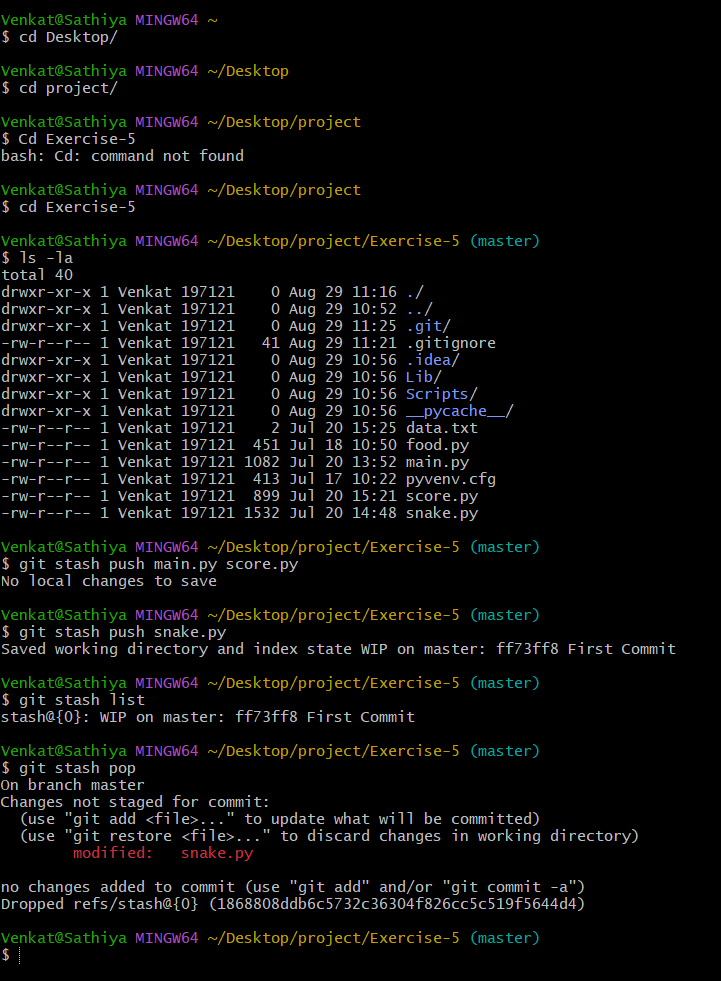 Venkat@Sathiya MINGW64 ~
$ cd Desktop/

Venkat@Sathiya MINGW64 ~/Desktop
$ cd project/

Venkat@Sathiya MINGW64 ~/Desktop/project
$ Cd Exercise-5
bash: Cd: command not found

Venkat@Sathiya MINGW64 ~/Desktop/project
$ cd Exercise-5

Venkat@Sathiya MINGW64 ~/Desktop/project/Exercise-5 (master)
$ ls -la
total 40
drwxr-xr-x 1 Venkat 197121    0 Aug 29 11:16 ./
drwxr-xr-x 1 Venkat 197121    0 Aug 29 10:52 ../
drwxr-xr-x 1 Venkat 197121    0 Aug 29 11:25 .git/
-rw-r--r-- 1 Venkat 197121   41 Aug 29 11:21 .gitignore
drwxr-xr-x 1 Venkat 197121    0 Aug 29 10:56 .idea/
drwxr-xr-x 1 Venkat 197121    0 Aug 29 10:56 Lib/
drwxr-xr-x 1 Venkat 197121    0 Aug 29 10:56 Scripts/
drwxr-xr-x 1 Venkat 197121    0 Aug 29 10:56 __pycache__/
-rw-r--r-- 1 Venkat 197121    2 Jul 20 15:25 data.txt
-rw-r--r-- 1 Venkat 197121  451 Jul 18 10:50 food.py
-rw-r--r-- 1 Venkat 197121 1082 Jul 20 13:52 main.py
-rw-r--r-- 1 Venkat 197121  413 Jul 17 10:22 pyvenv.cfg
-rw-r--r-- 1 Venkat 197121  899 Jul 20 15:21 score.py
-rw-r--r-- 1 Venkat 197121 1532 Jul 20 14:48 snake.py

Venkat@Sathiya MINGW64 ~/Desktop/project/Exercise-5 (master)
$ git stash push main.py score.py
No local changes to save

Venkat@Sathiya MINGW64 ~/Desktop/project/Exercise-5 (master)
$ git stash push snake.py
Saved working directory and index state WIP on master: ff73ff8 First Commit

Venkat@Sathiya MINGW64 ~/Desktop/project/Exercise-5 (master)
$ git stash list
stash@{0}: WIP on master: ff73ff8 First Commit

Venkat@Sathiya MINGW64 ~/Desktop/project/Exercise-5 (master)
$ git stash pop
On branch master
Changes not staged for commit:
  (use "git add <file>..." to update what will be committed)
  (use "git restore <file>..." to discard changes in working directory)
        modified:   snake.py

no changes added to commit (use "git add" and/or "git commit -a")
Dropped refs/stash@{0} (1868808ddb6c5732c36304f826cc5c519f5644d4)

Venkat@Sathiya MINGW64 ~/Desktop/project/Exercise-5 (master)
$